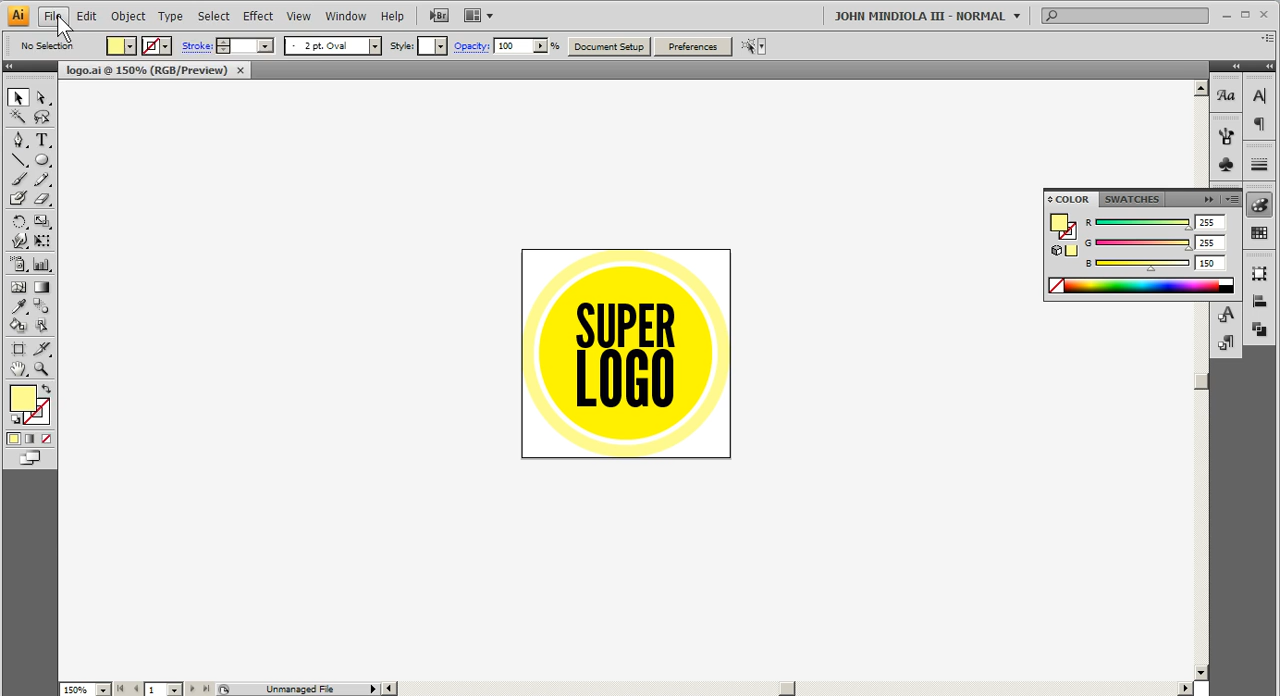 Ai File Edit Object Type Select Effect View Window Help Br JOHN MINDIOLA III - NORMAL
No Selection Stroke: 2 pt. Oval Style: Opacity: 100 % Document Setup Preferences
logo.ai @ 150% (RGB/Preview)
T
Aa A
COLOR SWATCHES
R 255
G 255
B 150
A
SUPER
LOGO
150% 1 Unmanaged File